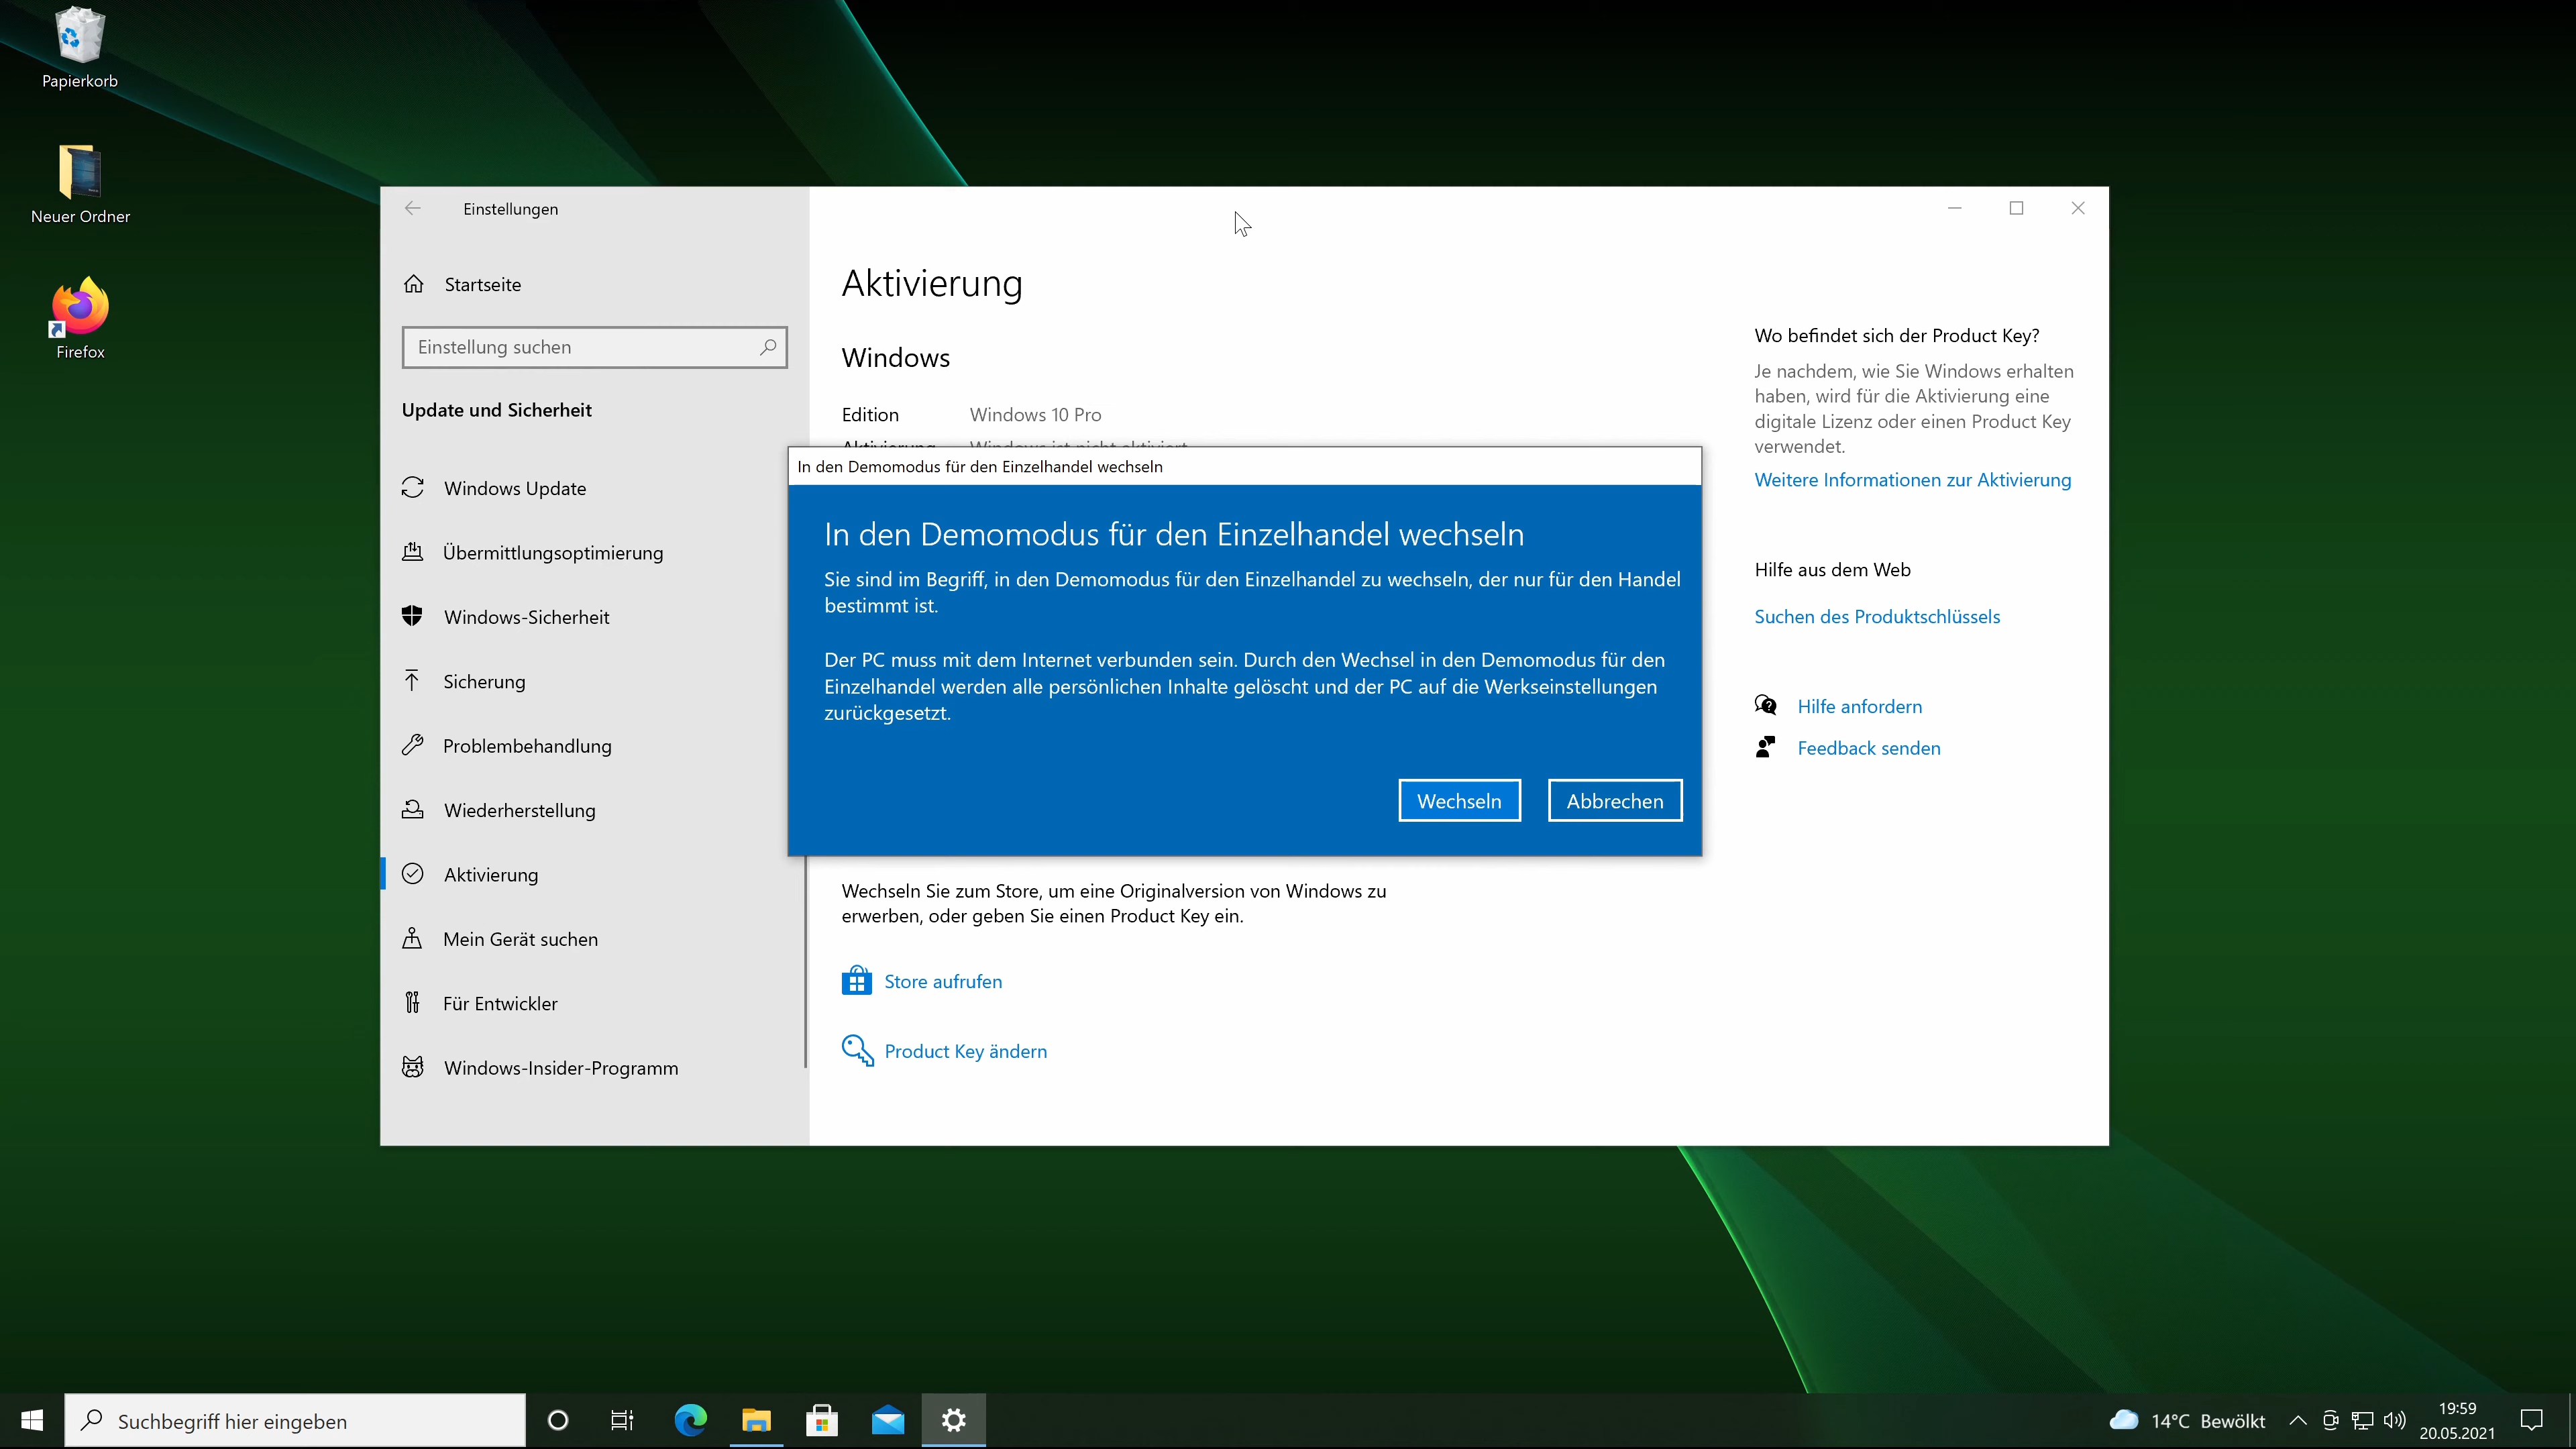 Papierkorb
Neuer Ordner
Firefox
Einstellungen
Startseite
Einstellung suchen
Update und Sicherheit
Windows Update
Übermittlungsoptimierung
Windows-Sicherheit
Sicherung
Problembehandlung
Wiederherstellung
Aktivierung
Mein Gerät suchen
Für Entwickler
Windows-Insider-Programm
Aktivierung
Windows
Edition Windows 10 Pro
Aktivierung Windows ist nicht aktiviert
In den Demomodus für den Einzelhandel wechseln
In den Demomodus für den Einzelhandel wechseln
Sie sind im Begriff, in den Demomodus für den Einzelhandel zu wechseln, der nur für den Handel
bestimmt ist.
Der PC muss mit dem Internet verbunden sein. Durch den Wechsel in den Demomodus für den
Einzelhandel werden alle persönlichen Inhalte gelöscht und der PC auf die Werkseinstellungen
zurückgesetzt.
Wechseln Abbrechen
Wechseln Sie zum Store, um eine Originalversion von Windows zu
erwerben, oder geben Sie einen Product Key ein.
Store aufrufen
Product Key ändern
Wo befindet sich der Product Key?
Je nachdem, wie Sie Windows erhalten
haben, wird für die Aktivierung eine
digitale Lizenz oder einen Product Key
verwendet.
Weitere Informationen zur Aktivierung
Hilfe aus dem Web
Suchen des Produktschlüssels
Hilfe anfordern
Feedback senden
Suchbegriff hier eingeben
14°C Bewölkt
19:59
20.05.2021